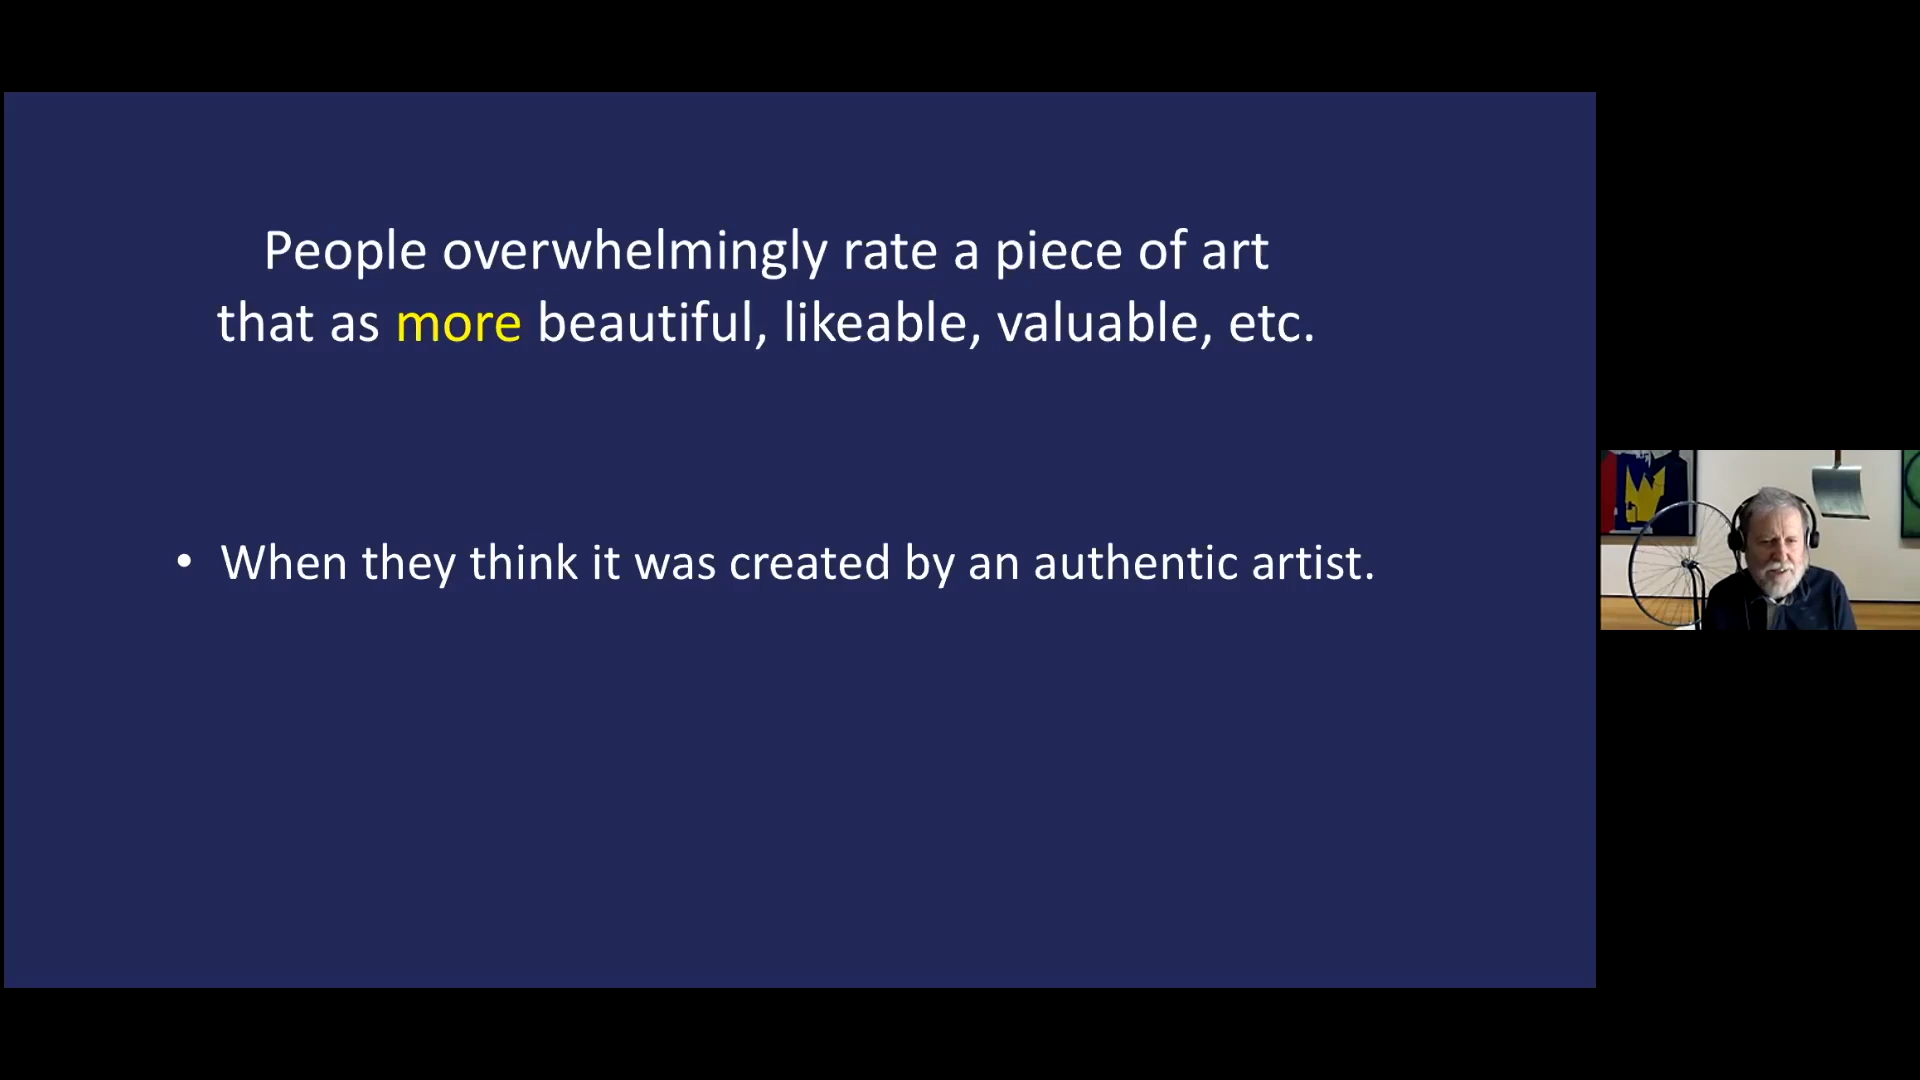 People overwhelmingly rate a piece of art
that as more beautiful, likeable, valuable, etc.
• When they think it was created by an authentic artist.